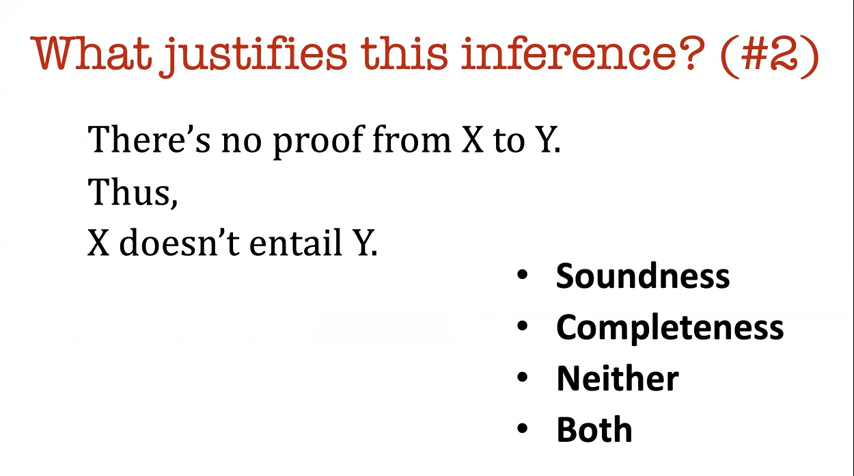 What justifies this inference? (#2)
There’s no proof from X to Y.
Thus,
X doesn’t entail Y.
• Soundness
• Completeness
• Neither
• Both